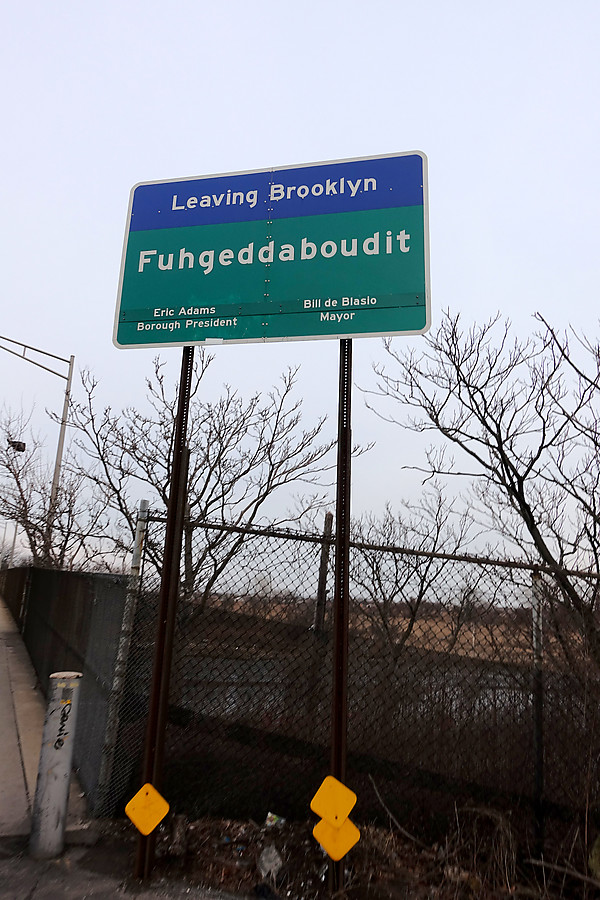 Leaving Brooklyn
Fuhgeddaboudit
Eric Adams
Borough President
Bill de Blasio
Mayor